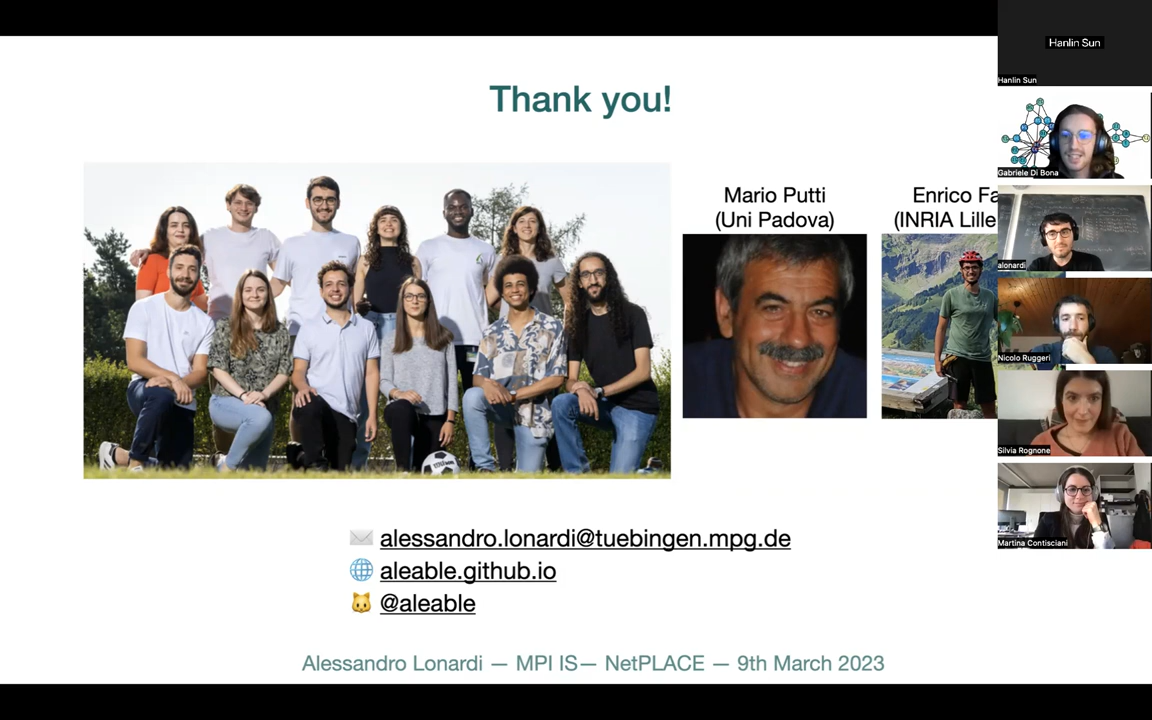 Thank you!
Mario Putti
(Uni Padova)
Enrico Fa
(INRIA Lille
alessandro.lonardi@tuebingen.mpg.de
aleable.github.io
@aleable
Alessandro Lonardi — MPI IS— NetPLACE — 9th March 2023
Hanlin Sun
Hanlin Sun
Gabriele Di Bona
alonardi
Nicolo Ruggeri
Silvia Rognone
Martina Contisciani